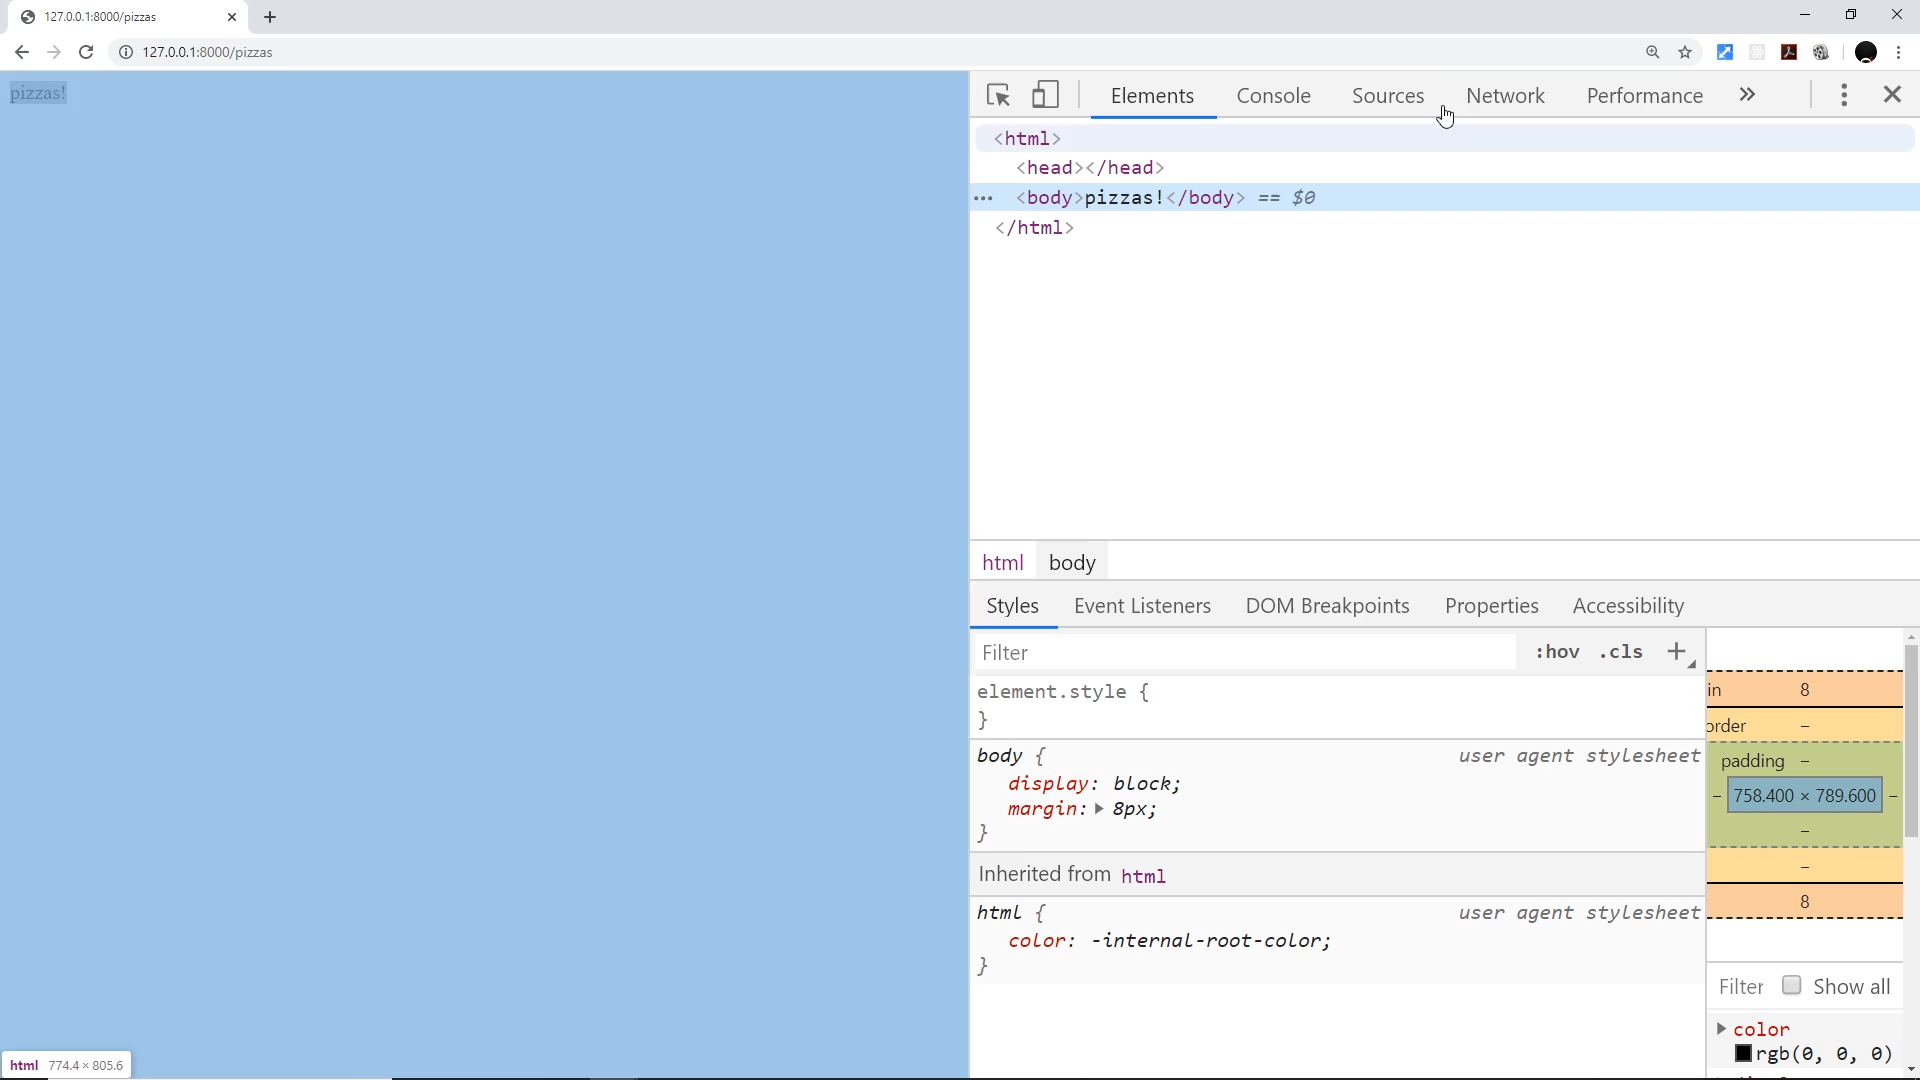 127.0.0.1:8000/pizzas
127.0.0.1:8000/pizzas
pizzas!
Elements Console Sources Network Performance
<html>
<head></head>
<body>pizzas!</body> == $0
</html>
html body
Styles Event Listeners DOM Breakpoints Properties Accessibility
Filter :hov .cls +
element.style {
}
body { user agent stylesheet
display: block;
margin: 8px;
}
Inherited from html
html { user agent stylesheet
color: -internal-root-color;
}
in 8
order –
padding –
– 758.400 × 789.600 –
–
–
8
Filter Show all
color
rgb(0, 0, 0)
html 774.4 × 805.6